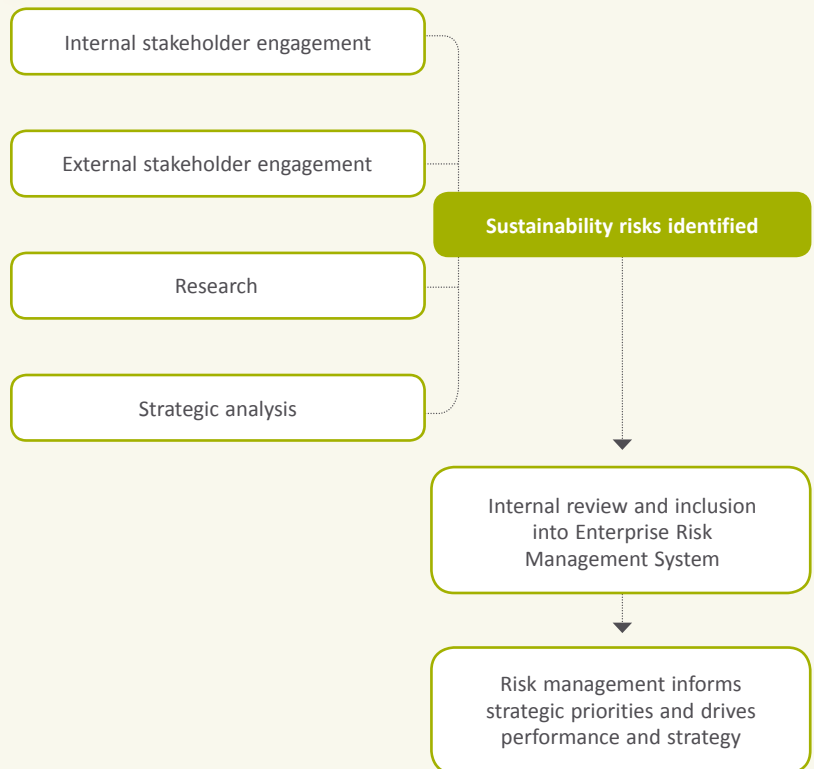 Internal stakeholder engagement
External stakeholder engagement
Sustainability risks identified
Research
Strategic analysis
Internal review and inclusion
into Enterprise Risk
Management System
Risk management informs
strategic priorities and drives
performance and strategy